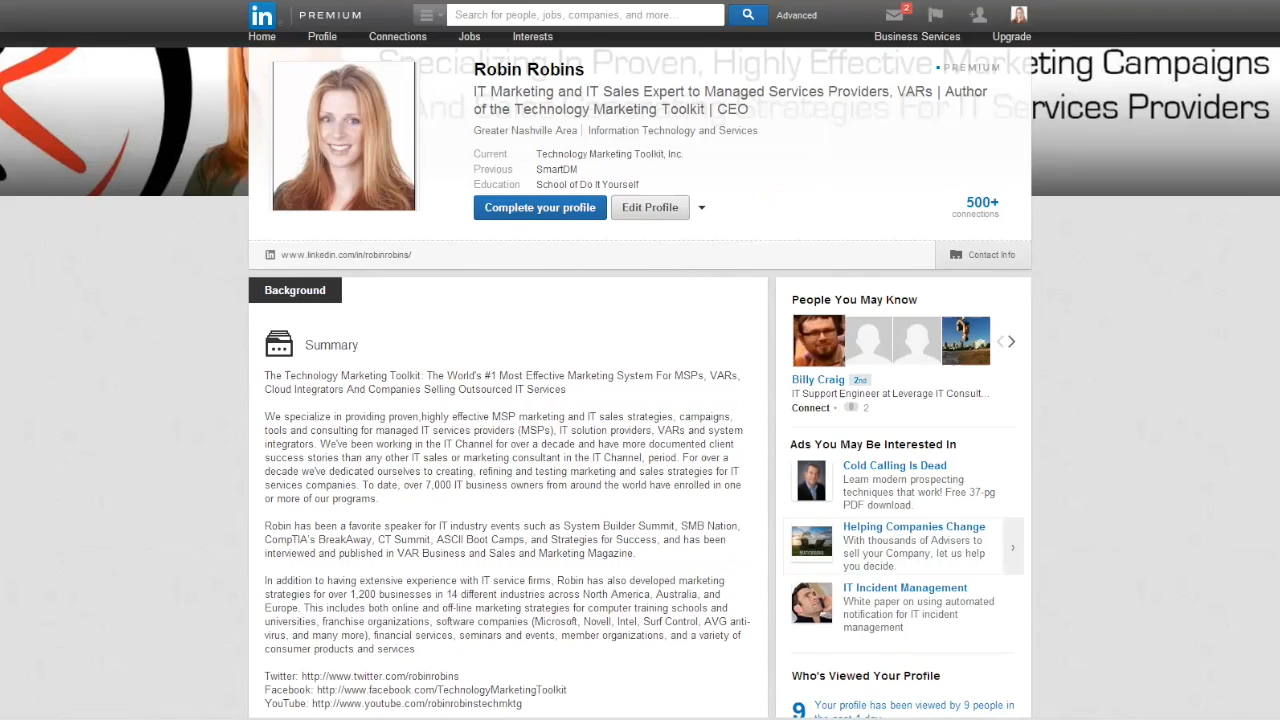 in PREMIUM
Search for people, jobs, companies, and more...
Advanced
2
Home Profile Connections Jobs Interests
Business Services Upgrade
Specializing In Proven, Highly Effective Marketing Campaigns
And Strategies For IT Services Providers
Robin Robins
PREMIUM
IT Marketing and IT Sales Expert to Managed Services Providers, VARs | Author
of the Technology Marketing Toolkit | CEO
Greater Nashville Area | Information Technology and Services
Current Technology Marketing Toolkit, Inc.
Previous SmartDM
Education School of Do It Yourself
Complete your profile Edit Profile
500+
connections
in www.linkedin.com/in/robinrobins/
Contact Info
Background
Summary
The Technology Marketing Toolkit: The World's #1 Most Effective Marketing System For MSPs, VARs,
Cloud Integrators And Companies Selling Outsourced IT Services
We specialize in providing proven,highly effective MSP marketing and IT sales strategies, campaigns,
tools and consulting for managed IT services providers (MSPs), IT solution providers, VARs and system
integrators. We've been working in the IT Channel for over a decade and have more documented client
success stories than any other IT sales or marketing consultant in the IT Channel, period. For over a
decade we've dedicated ourselves to creating, refining and testing marketing and sales strategies for IT
services companies. To date, over 7,000 IT business owners from around the world have enrolled in one
or more of our programs.
Robin has been a favorite speaker for IT industry events such as System Builder Summit, SMB Nation,
CompTIA's BreakAway, CT Summit, ASCII Boot Camps, and Strategies for Success, and has been
interviewed and published in VAR Business and Sales and Marketing Magazine.
In addition to having extensive experience with IT service firms, Robin has also developed marketing
strategies for over 1,200 businesses in 14 different industries across North America, Australia, and
Europe. This includes both online and off-line marketing strategies for computer training schools and
universities, franchise organizations, software companies (Microsoft, Novell, Intel, Surf Control, AVG anti-
virus, and many more), financial services, seminars and events, member organizations, and a variety of
consumer products and services
Twitter: http://www.twitter.com/robinrobins
Facebook: http://www.facebook.com/TechnologyMarketingToolkit
YouTube: http://www.youtube.com/robinrobinstechmktg
People You May Know
Billy Craig 2nd
IT Support Engineer at Leverage IT Consult...
Connect • 2
Ads You May Be Interested In
Cold Calling Is Dead
Learn modern prospecting
techniques that work! Free 37-pg
PDF download.
Helping Companies Change
With thousands of Advisers to
sell your Company, let us help
you decide.
SUCCESS
IT Incident Management
White paper on using automated
notification for IT incident
management
Who's Viewed Your Profile
9 Your profile has been viewed by 9 people in
the past 1 day